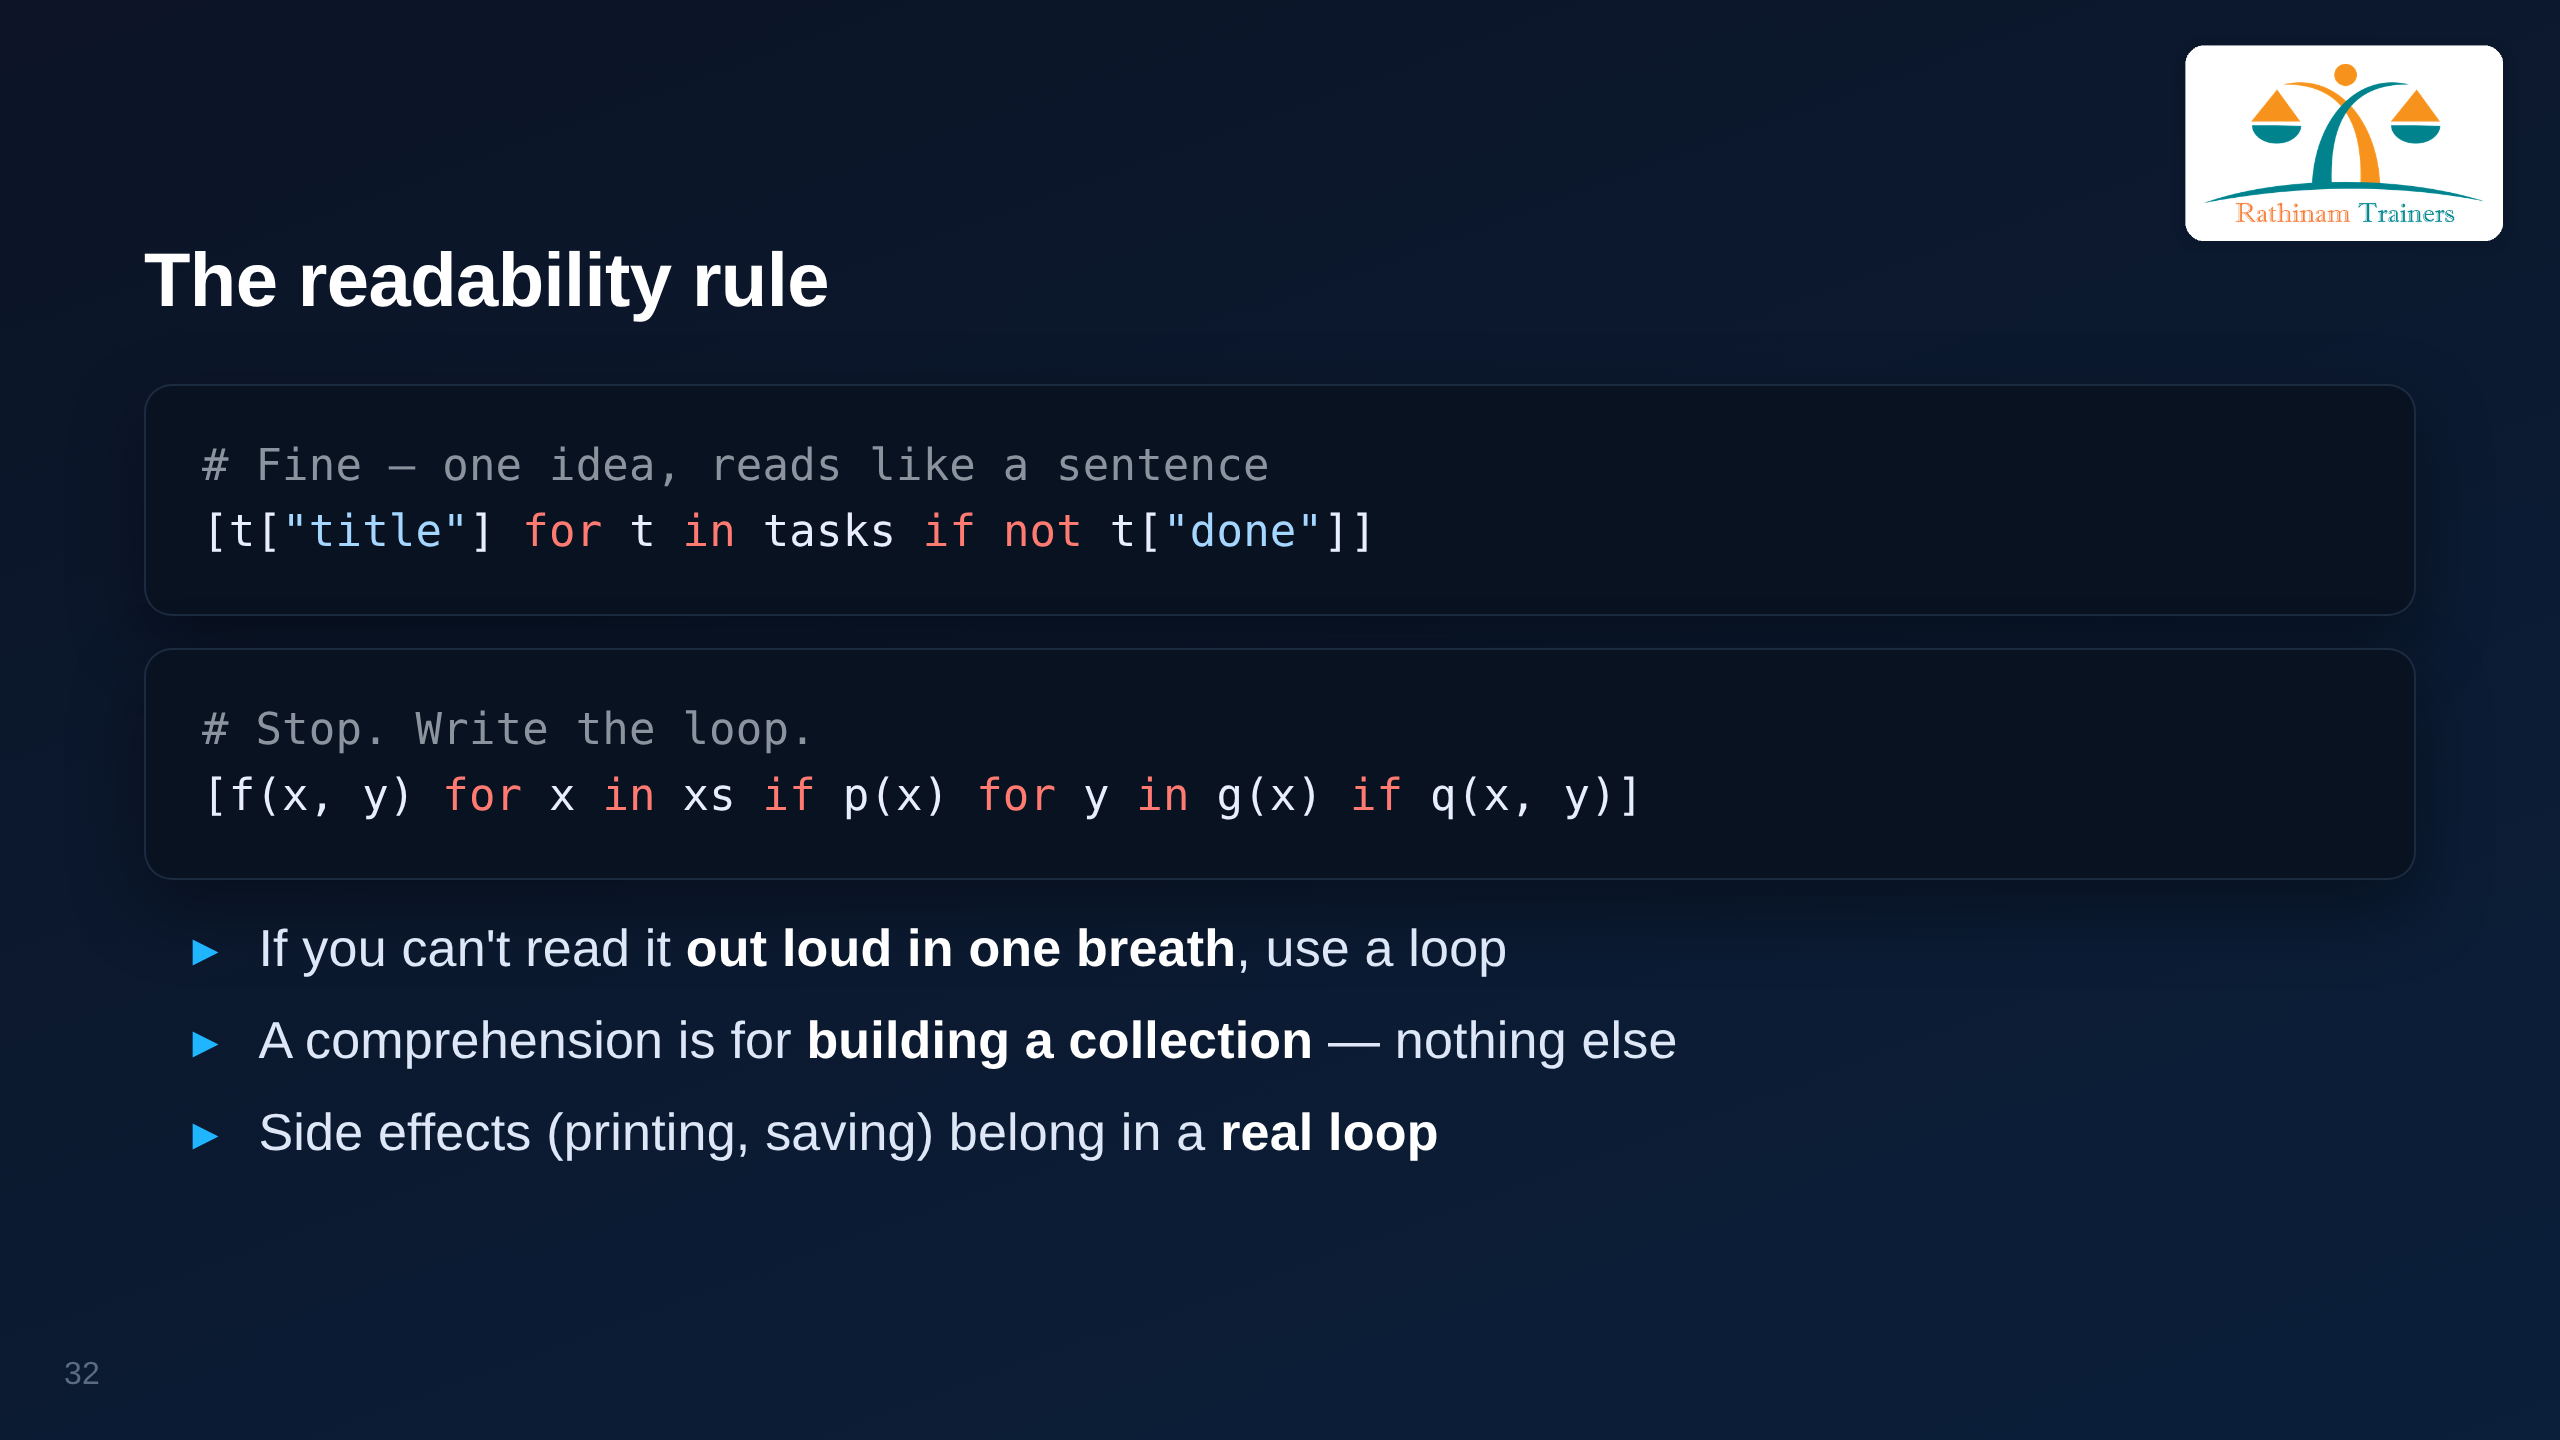 Rathinam Trainers
The readability rule
# Fine — one idea, reads like a sentence
[t["title"] for t in tasks if not t["done"]]
# Stop. Write the loop.
[f(x, y) for x in xs if p(x) for y in g(x) if q(x, y)]
► If you can't read it out loud in one breath, use a loop
► A comprehension is for building a collection — nothing else
► Side effects (printing, saving) belong in a real loop
32